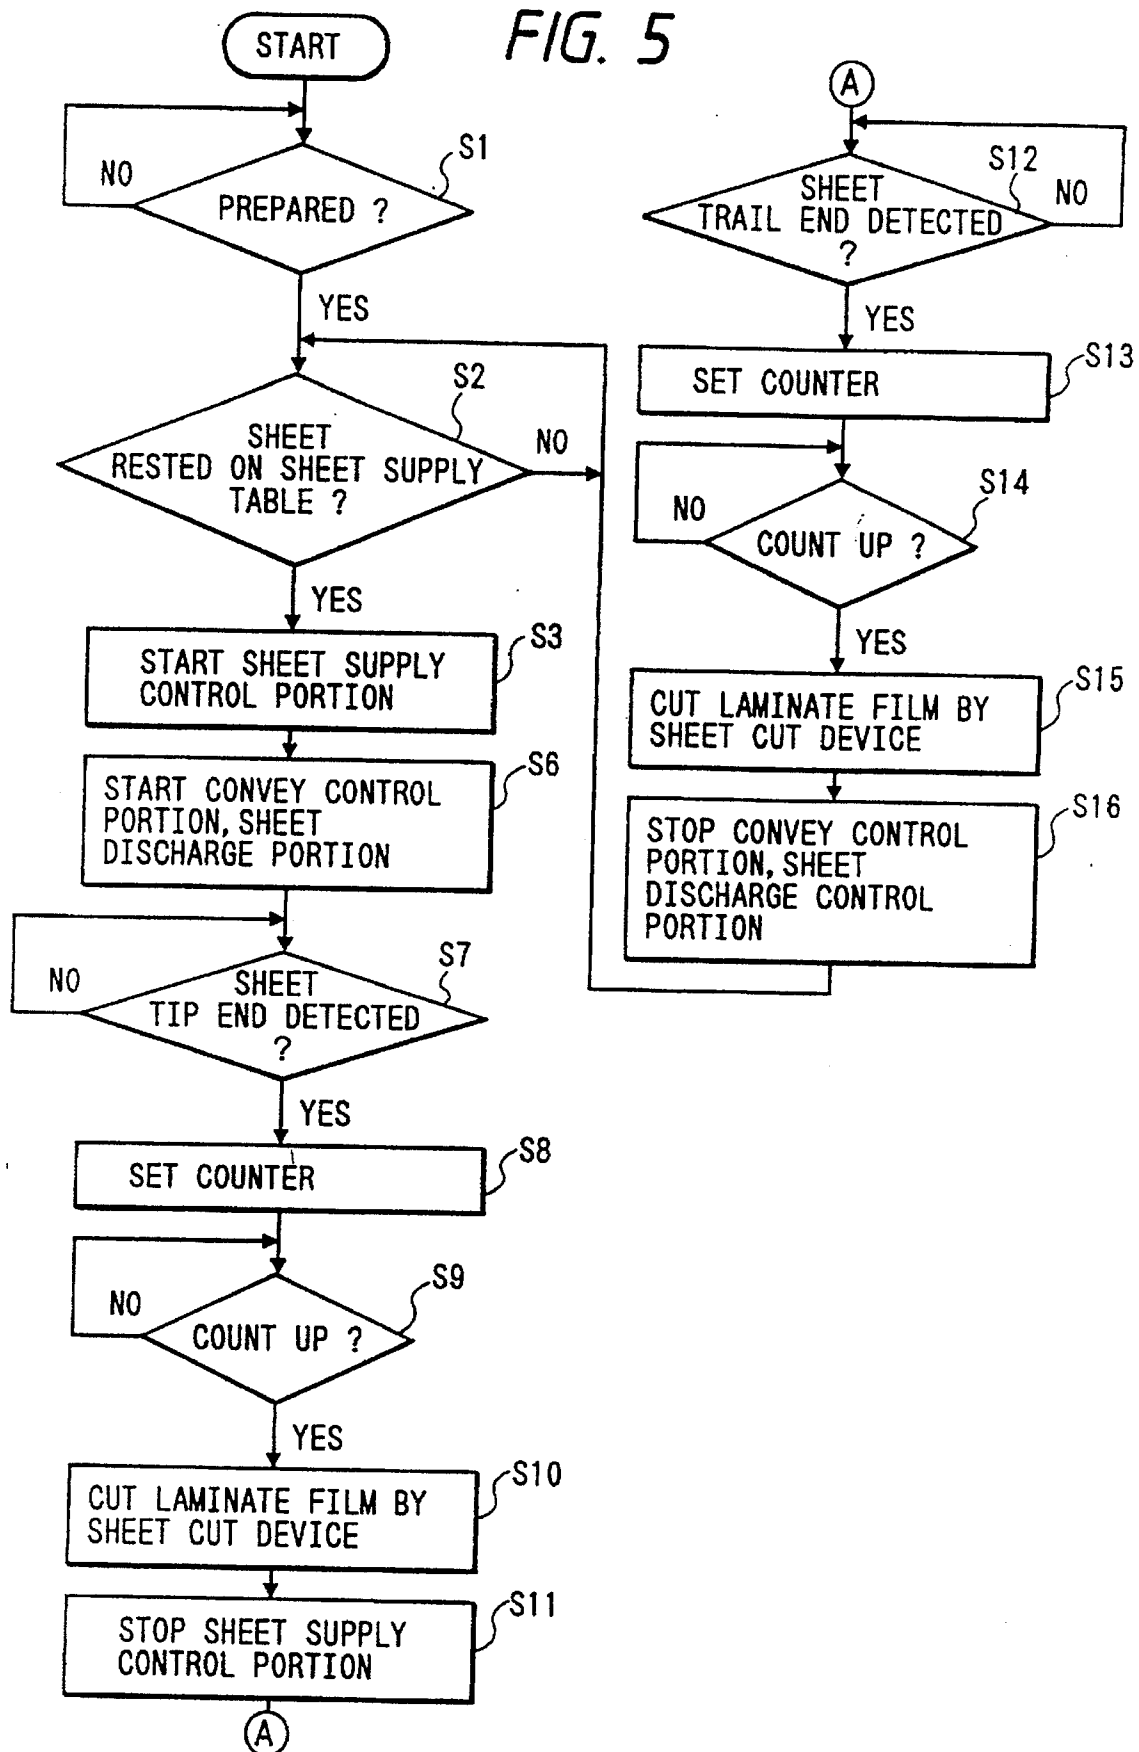 FIG. 5
START
S1
NO
PREPARED ?
YES
S2
SHEET
RESTED ON SHEET SUPPLY
TABLE ?
NO
YES
S3
START SHEET SUPPLY
CONTROL PORTION
S6
START CONVEY CONTROL
PORTION, SHEET
DISCHARGE PORTION
S7
NO
SHEET
TIP END DETECTED
?
YES
S8
SET COUNTER
S9
NO
COUNT UP ?
YES
S10
CUT LAMINATE FILM BY
SHEET CUT DEVICE
S11
STOP SHEET SUPPLY
CONTROL PORTION
A
A
S12
SHEET
TRAIL END DETECTED
?
NO
YES
S13
SET COUNTER
S14
NO
COUNT UP ?
YES
S15
CUT LAMINATE FILM BY
SHEET CUT DEVICE
S16
STOP CONVEY CONTROL
PORTION, SHEET
DISCHARGE CONTROL
PORTION